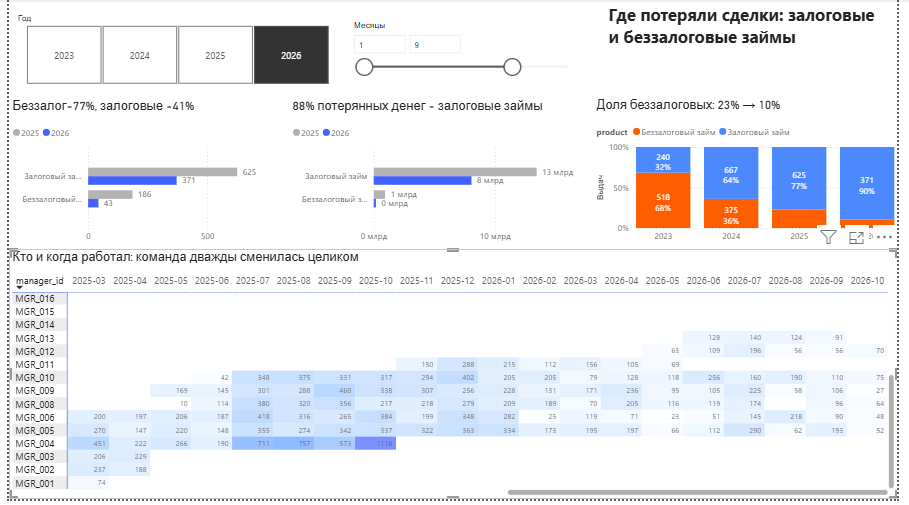 Год
2023 2024 2025 2026
Месяцы
1 9
Где потеряли сделки: залоговые
и беззалоговые займы
Беззалог-77%, залоговые -41%
2025 2026
Залоговый за... 625
371
Беззалоговый... 186
43
0 500
88% потерянных денег - залоговые займы
2025 2026
Залоговый займ 13 млрд
8 млрд
Беззалоговый з... 1 млрд
0 млрд
0 млрд 10 млрд
Доля беззалоговых: 23% → 10%
product Беззалоговый займ Залоговый займ
Выдач
100%
50%
0%
240
32%
518
68%
667
64%
375
36%
625
77%
371
90%
2023 2024 2025
Кто и когда работал: команда дважды сменилась целиком
manager_id 2025-03 2025-04 2025-05 2025-06 2025-07 2025-08 2025-09 2025-10 2025-11 2025-12 2026-01 2026-02 2026-03 2026-04 2026-05 2026-06 2026-07 2026-08 2026-09 2026-10
MGR_016
MGR_015
MGR_014
MGR_013 128 140 124 91
MGR_012 63 109 196 56 56 70
MGR_011 150 288 215 112 156 105 69
MGR_010 42 348 375 331 317 294 402 205 205 79 128 118 256 160 190 110 75
MGR_009 169 145 301 288 460 338 307 256 228 131 171 236 95 105 225 58 106 27
MGR_008 10 114 380 320 356 217 218 279 209 189 70 205 116 119 174 96 64
MGR_006 200 197 206 187 418 316 265 384 199 348 282 25 119 71 23 51 145 218 90 48
MGR_005 270 147 220 148 355 274 342 337 322 363 334 173 195 197 66 112 290 62 193 52
MGR_004 451 222 266 190 711 757 573 1118
MGR_003 206 229
MGR_002 237 188
MGR_001 74